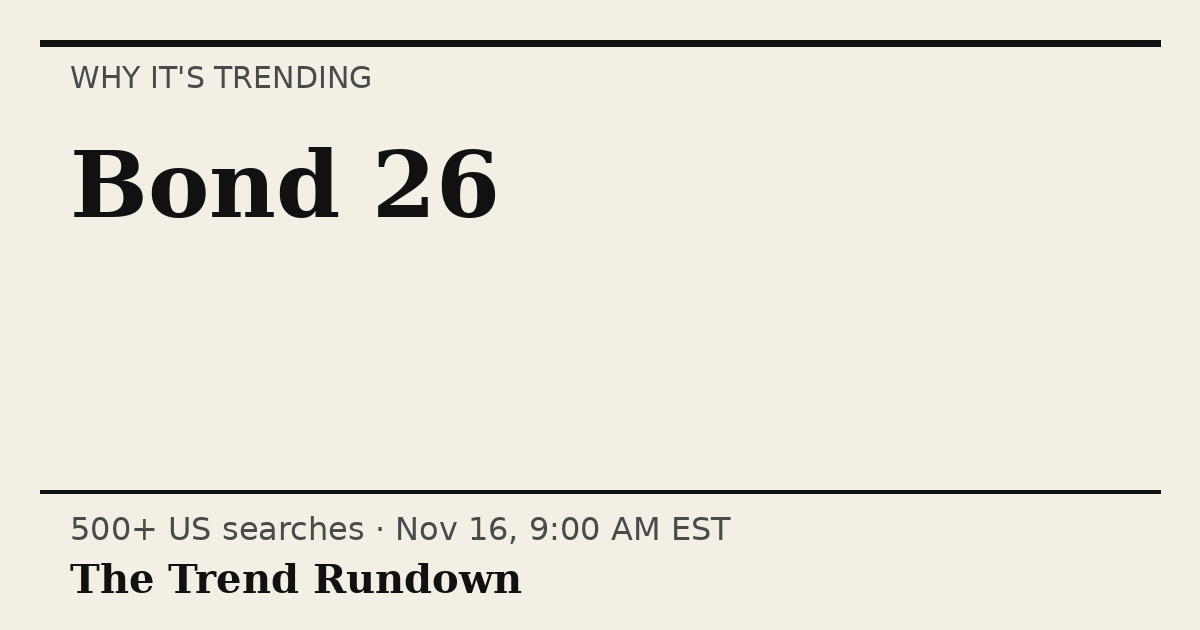 WHY IT'S TRENDING
Bond 26
500+ US searches · Nov 16, 9:00 AM EST
The Trend Rundown